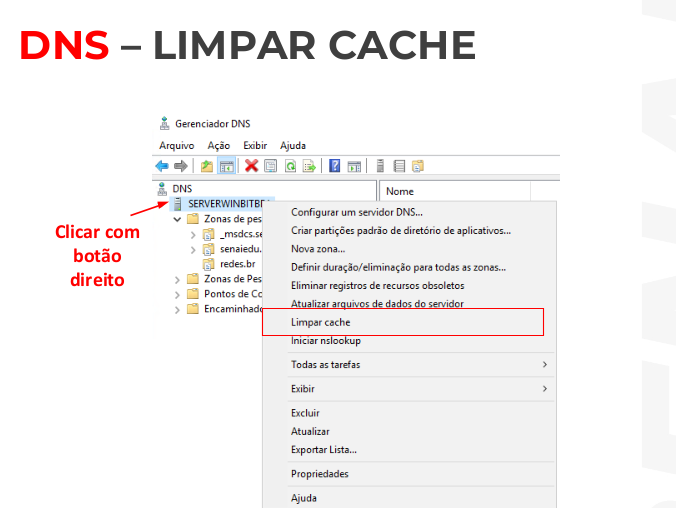 DNS – LIMPAR CACHE
Gerenciador DNS
Arquivo Ação Exibir Ajuda
DNS
Nome
SERVERWINBITB
Clicar com
botão
direito
Zonas de pes
_msdcs.se
senaiedu.
redes.br
Zonas de Pes
Pontos de Co
Encaminhado
Configurar um servidor DNS...
Criar partições padrão de diretório de aplicativos...
Nova zona...
Definir duração/eliminação para todas as zonas...
Eliminar registros de recursos obsoletos
Atualizar arquivos de dados do servidor
Limpar cache
Iniciar nslookup
Todas as tarefas
Exibir
Excluir
Atualizar
Exportar Lista...
Propriedades
Ajuda